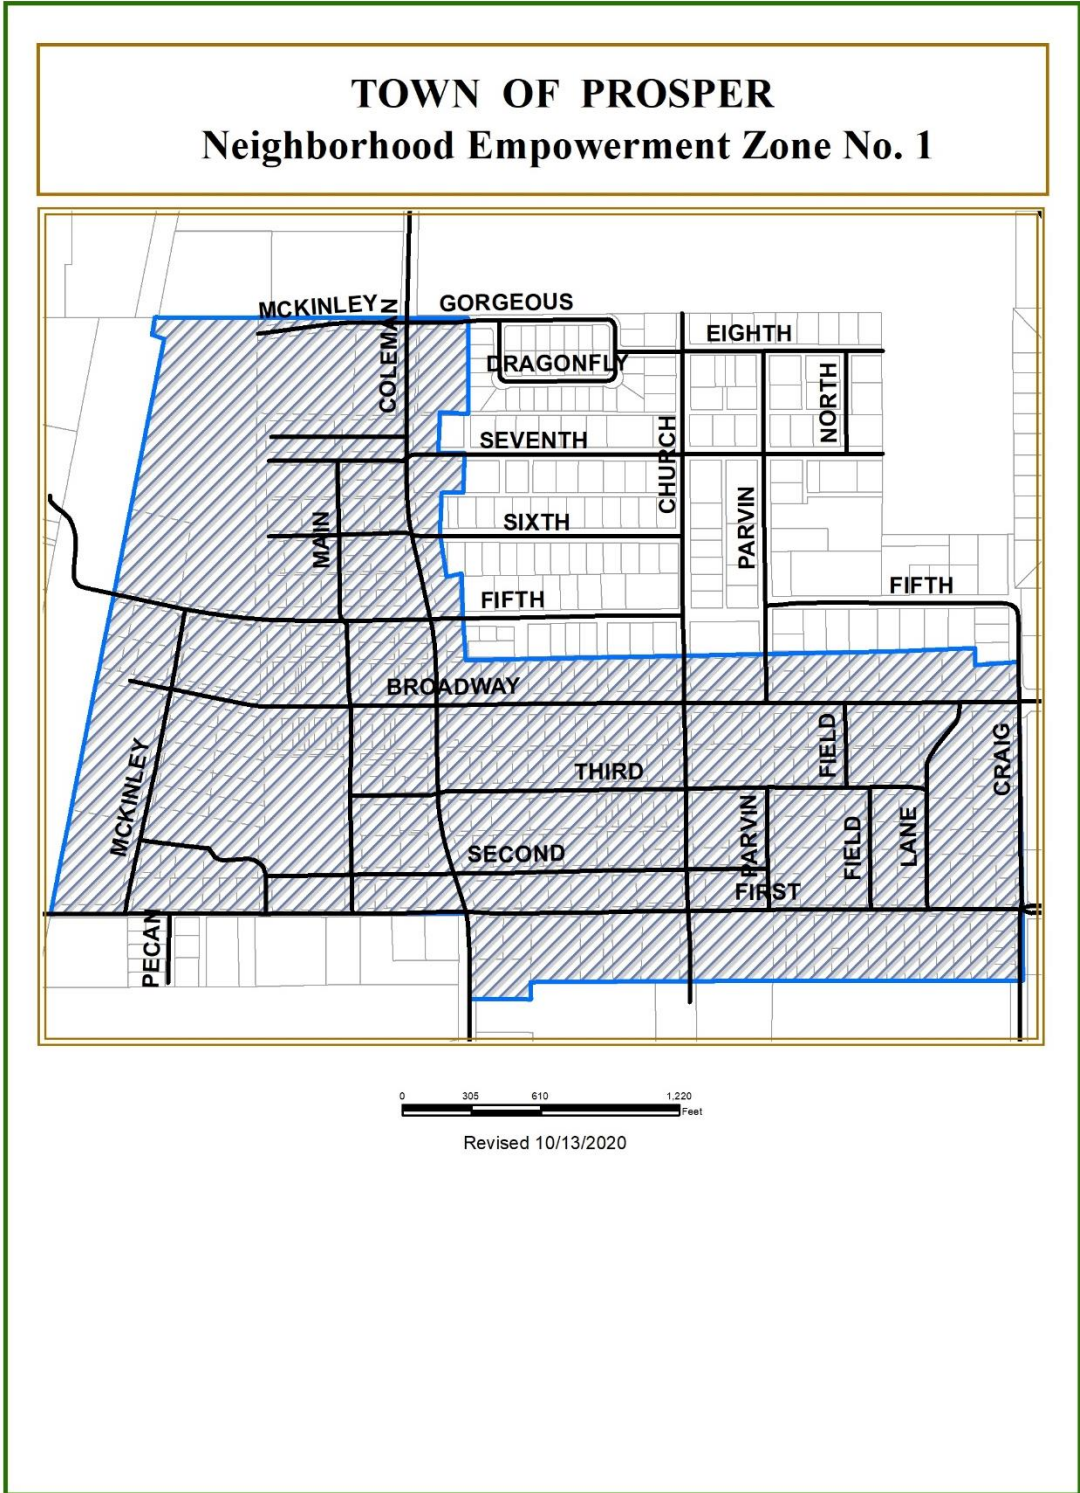 TOWN OF PROSPER
Neighborhood Empowerment Zone No. 1
MCKINLEY
COLEMAN
GORGEOUS
EIGHTH
DRAGONFLY
NORTH
SEVENTH
CHURCH
SIXTH
MAIN
PARVIN
FIFTH
FIFTH
BROADWAY
FIELD
CRAIG
THIRD
MCKINLEY
PARVIN
FIELD
LANE
SECOND
FIRST
PECAN
0 305 610 1,220
Feet
Revised 10/13/2020